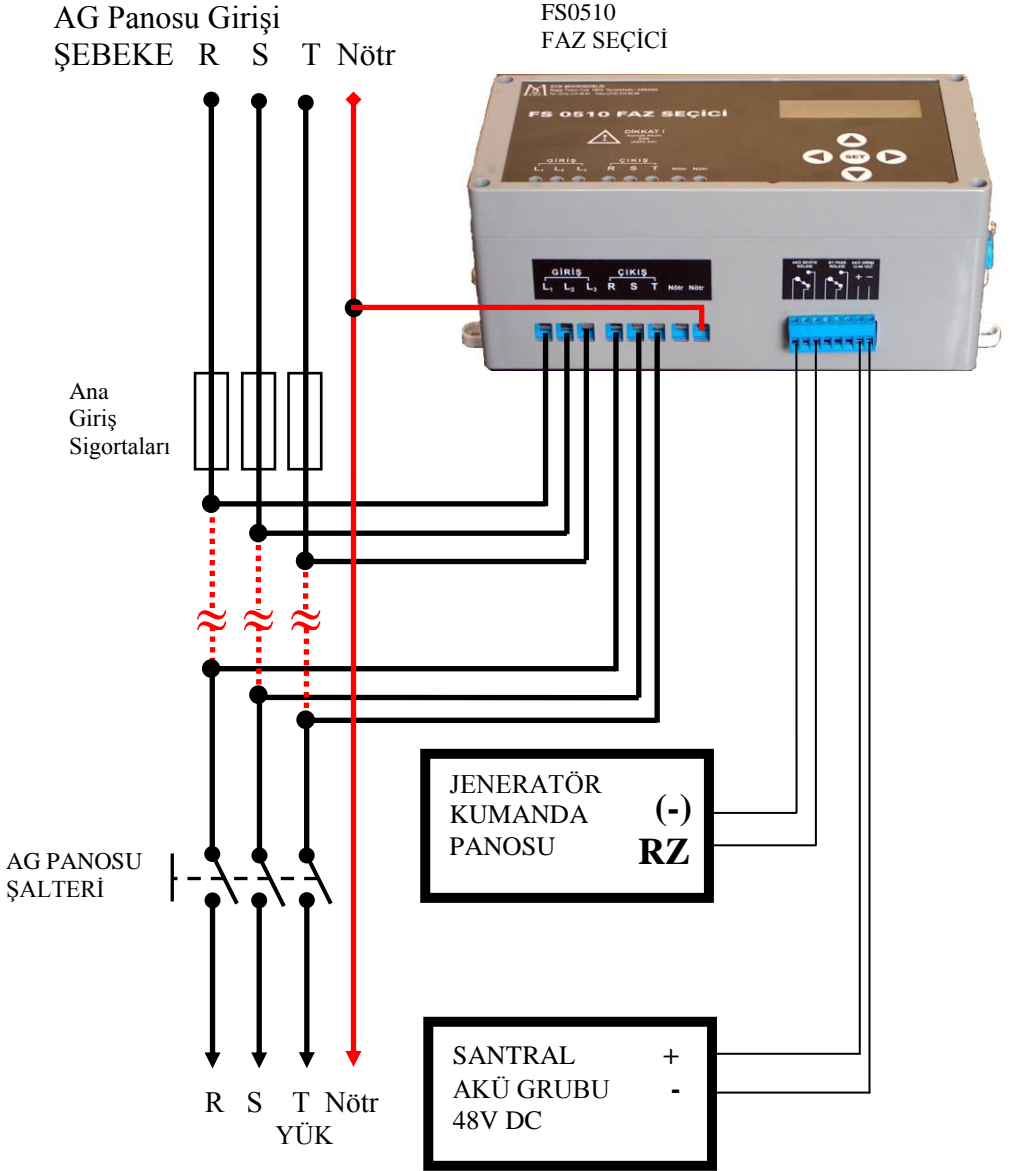 AG Panosu Girişi
ŞEBEKE R S T Nötr
FS0510
FAZ SEÇİCİ
FS 0510 FAZ SEÇİCİ
DİKKAT !
GİRİŞ ÇIKIŞ
L1 L2 L3 R S T Nötr Nötr
SET
GİRİŞ ÇIKIŞ
L1 L2 L3 R S T Nötr Nötr
+ −
Ana
Giriş
Sigortaları
JENERATÖR
KUMANDA (-)
PANOSU RZ
AG PANOSU
ŞALTERİ
SANTRAL +
AKÜ GRUBU -
48V DC
R S T Nötr
YÜK